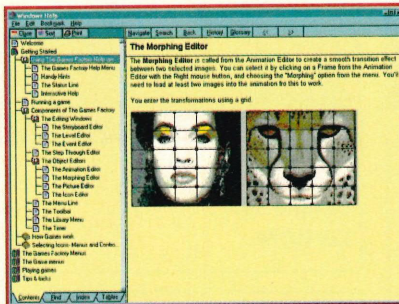 Windows Help
File Edit Bookmark Help
Close Print
Navigate Search Back History Glossary << >>
Welcome
Getting Started
Using The Games Factory Help
The Games Factory Help Menu
Handy Hints
The Status Line
Interactive Help
Running a game
Components of The Games Factory
The Editing Windows
The Storyboard Editor
The Level Editor
The Event Editor
The Step Through Editor
The Object Editors
The Animation Editor
The Morphing Editor
The Picture Editor
The Icon Editor
The Menu Line
The Toolbar
The Library Menu
The Timer
How Games work
Selecting Icons, Menus and
The Games Factory Menus
The Game menus
Playing games
Tips & tricks
Contents Find Index Tables
The Morphing Editor
The Morphing Editor is called from the Animation Editor to create a smooth transition effect
between two selected images. You can select it by clicking on a Frame from the Animation
Editor with the Right mouse button, and choosing the "Morphing" option from the menu. You'll
need to load at least two images into the animation fro this to work.
You enter the transformations using a grid.